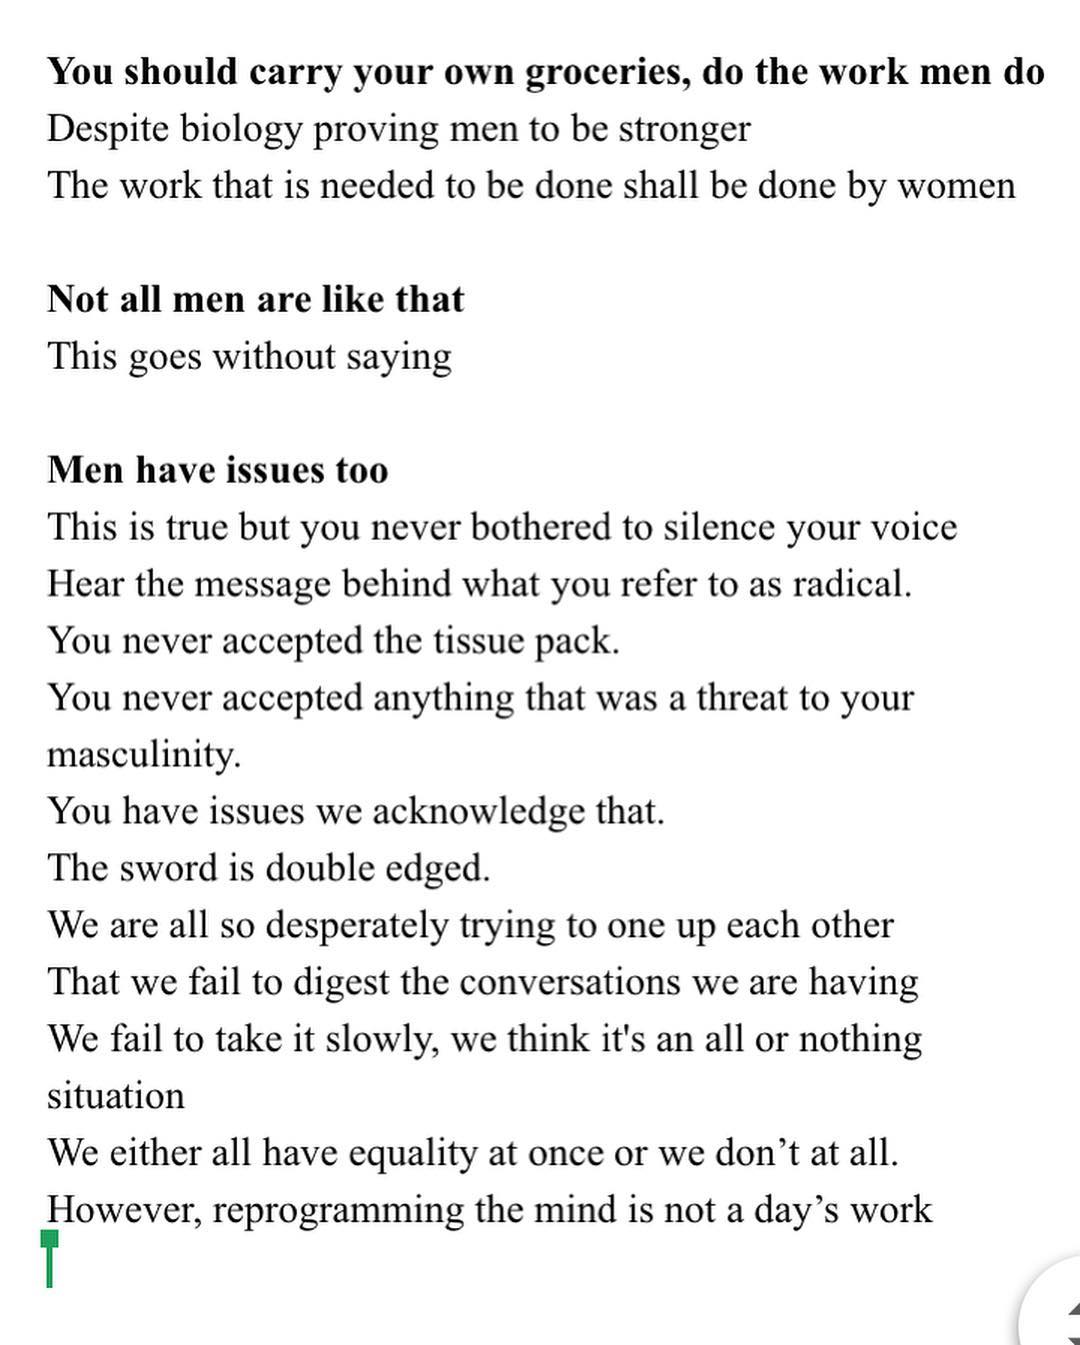 You should carry your own groceries, do the work men do
Despite biology proving men to be stronger
The work that is needed to be done shall be done by women
Not all men are like that
This goes without saying
Men have issues too
This is true but you never bothered to silence your voice
Hear the message behind what you refer to as radical.
You never accepted the tissue pack.
You never accepted anything that was a threat to your
masculinity.
You have issues we acknowledge that.
The sword is double edged.
We are all so desperately trying to one up each other
That we fail to digest the conversations we are having
We fail to take it slowly, we think it's an all or nothing
situation
We either all have equality at once or we don’t at all.
However, reprogramming the mind is not a day’s work